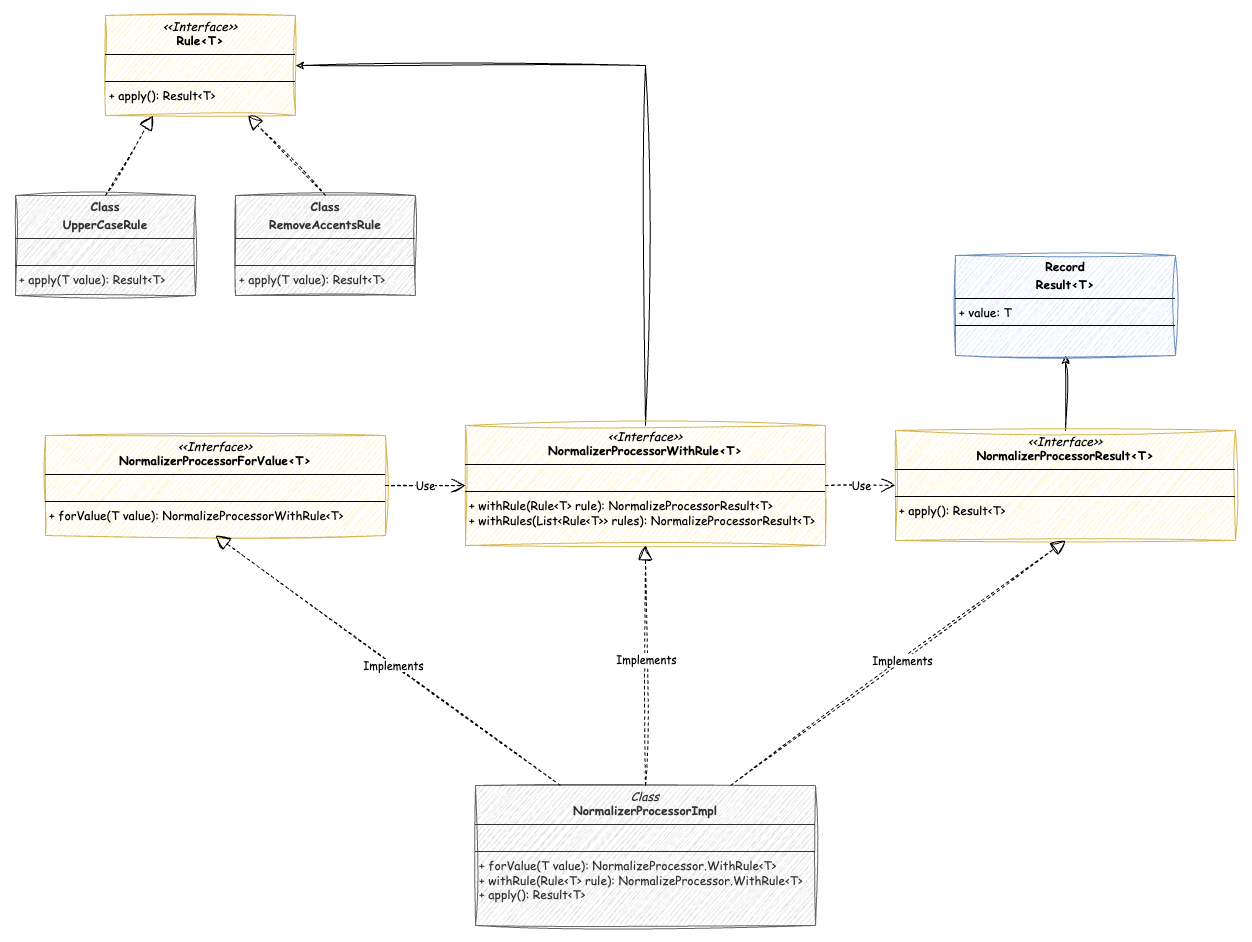 <<Interface>>
Rule<T>
+ apply(): Result<T>
Class
UpperCaseRule
+ apply(T value): Result<T>
Class
RemoveAccentsRule
+ apply(T value): Result<T>
Record
Result<T>
+ value: T
<<Interface>>
NormalizerProcessorForValue<T>
+ forValue(T value): NormalizeProcessorWithRule<T>
Use
<<Interface>>
NormalizerProcessorWithRule<T>
+ withRule(Rule<T> rule): NormalizeProcessorResult<T>
+ withRules(List<Rule<T>> rules): NormalizeProcessorResult<T>
Use
<<Interface>>
NormalizerProcessorResult<T>
+ apply(): Result<T>
Implements
Implements
Implements
Class
NormalizerProcessorImpl
+ forValue(T value): NormalizeProcessor.WithRule<T>
+ withRule(Rule<T> rule): NormalizeProcessor.WithRule<T>
+ apply(): Result<T>